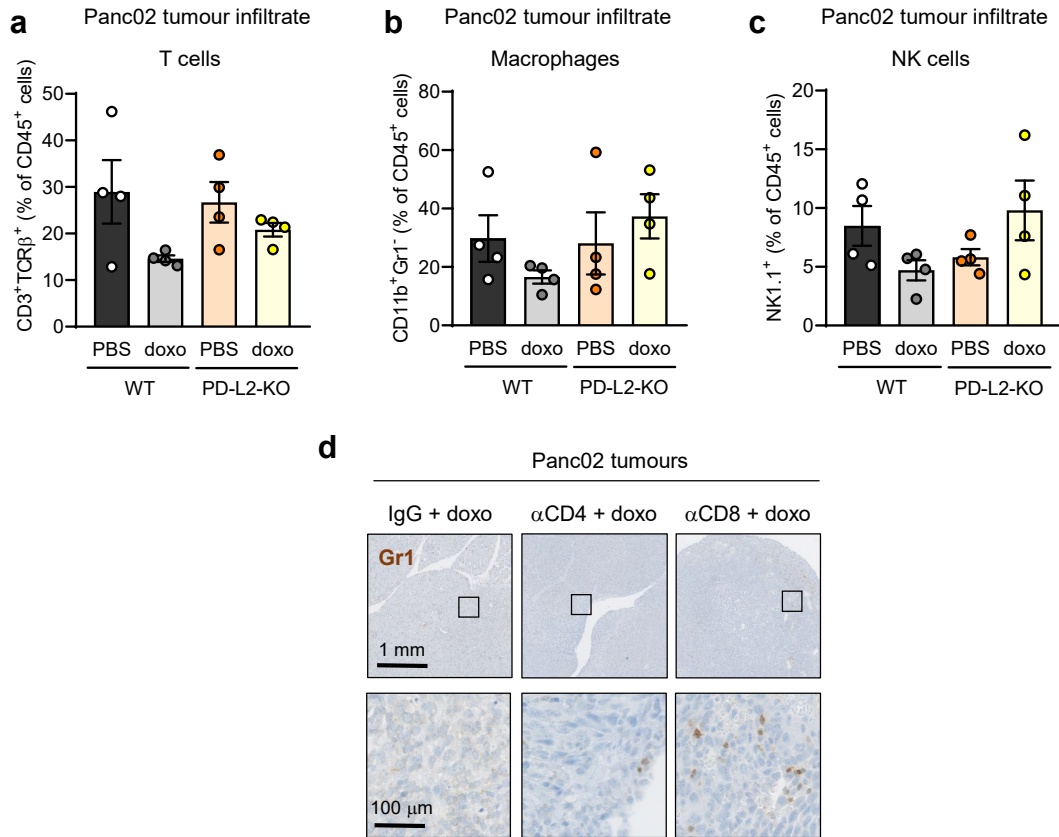 a
Panc02 tumour infiltrate
T cells
CD3⁺TCRβ⁺ (% of CD45⁺ cells)
50
40
30
20
10
0
PBS doxo PBS doxo
WT PD-L2-KO
b
Panc02 tumour infiltrate
Macrophages
CD11b⁺Gr1⁻ (% of CD45⁺ cells)
80
60
40
20
0
PBS doxo PBS doxo
WT PD-L2-KO
c
Panc02 tumour infiltrate
NK cells
NK1.1⁺ (% of CD45⁺ cells)
20
15
10
5
0
PBS doxo PBS doxo
WT PD-L2-KO
d
Panc02 tumours
IgG + doxo αCD4 + doxo αCD8 + doxo
Gr1
1 mm
100 μm